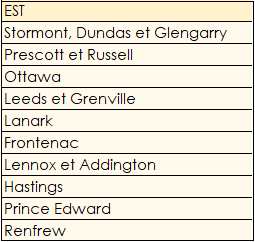 EST
Stormont, Dundas et Glengarry
Prescott et Russell
Ottawa
Leeds et Grenville
Lanark
Frontenac
Lennox et Addington
Hastings
Prince Edward
Renfrew